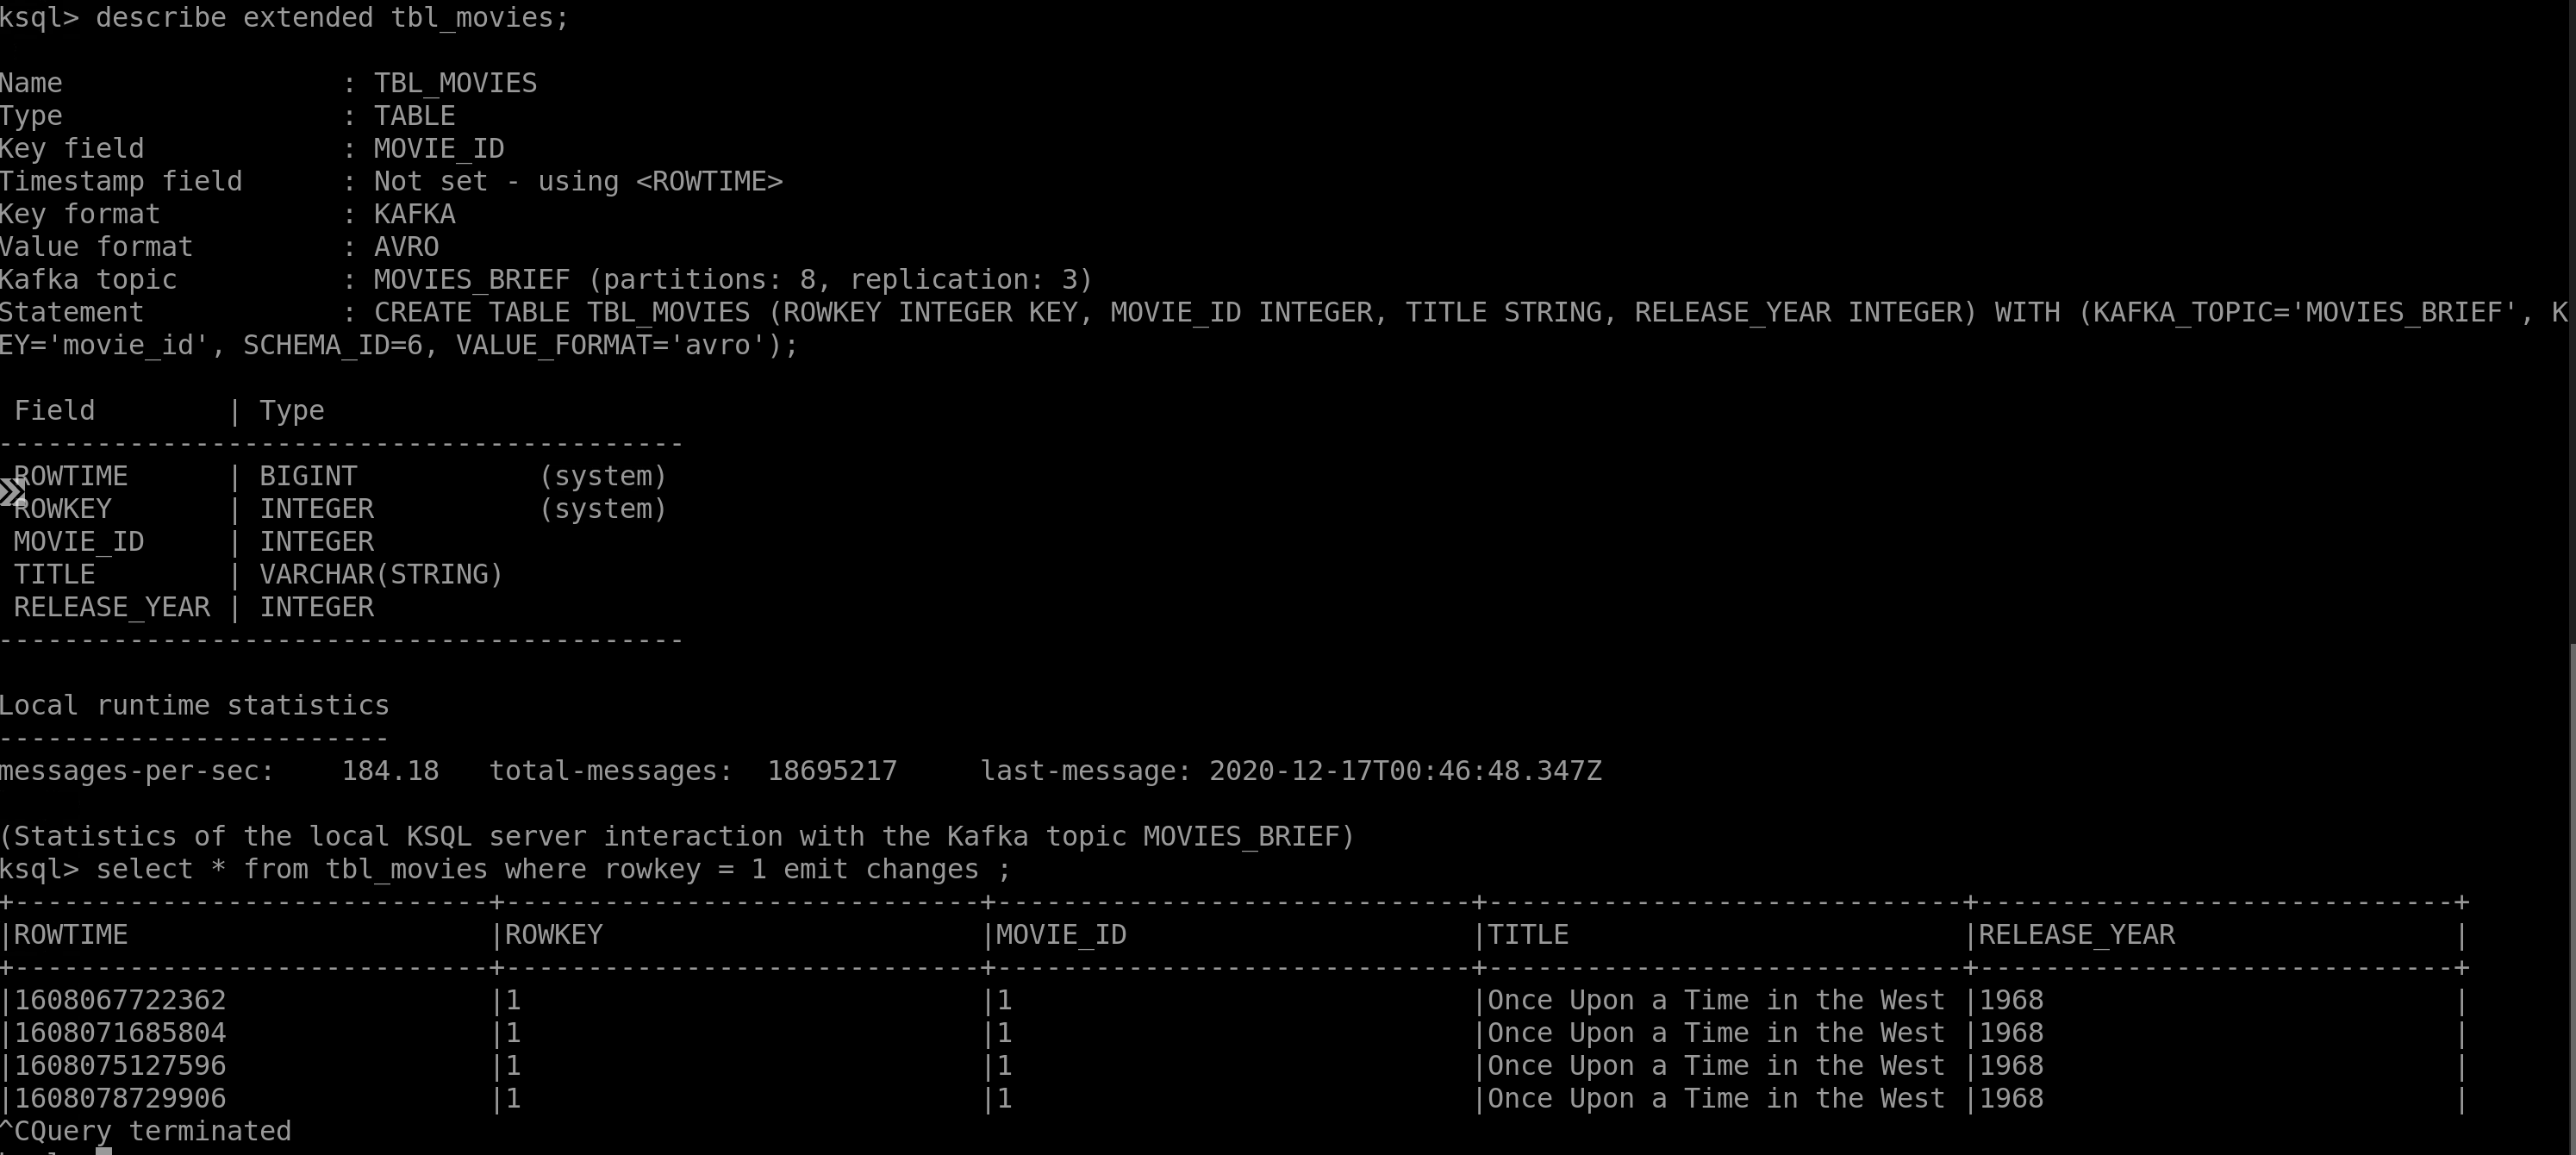 ksql> describe extended tbl_movies;
Name                 : TBL_MOVIES
Type                 : TABLE
Key field            : MOVIE_ID
Timestamp field      : Not set - using <ROWTIME>
Key format           : KAFKA
Value format         : AVRO
Kafka topic          : MOVIES_BRIEF (partitions: 8, replication: 3)
Statement            : CREATE TABLE TBL_MOVIES (ROWKEY INTEGER KEY, MOVIE_ID INTEGER, TITLE STRING, RELEASE_YEAR INTEGER) WITH (KAFKA_TOPIC='MOVIES_BRIEF', K
EY='movie_id', SCHEMA_ID=6, VALUE_FORMAT='avro');
 Field        | Type
------------------------------------------
 ROWTIME      | BIGINT           (system)
 ROWKEY       | INTEGER          (system)
 MOVIE_ID     | INTEGER
 TITLE        | VARCHAR(STRING)
 RELEASE_YEAR | INTEGER
------------------------------------------
Local runtime statistics
------------------------
messages-per-sec:    184.18   total-messages:  18695217     last-message: 2020-12-17T00:46:48.347Z
(Statistics of the local KSQL server interaction with the Kafka topic MOVIES_BRIEF)
ksql> select * from tbl_movies where rowkey = 1 emit changes ;
+-----------------------------+-----------------------------+-----------------------------+-----------------------------+-----------------------------+
|ROWTIME                      |ROWKEY                       |MOVIE_ID                     |TITLE                        |RELEASE_YEAR                 |
+-----------------------------+-----------------------------+-----------------------------+-----------------------------+-----------------------------+
|1608067722362                |1                            |1                            |Once Upon a Time in the West |1968                         |
|1608071685804                |1                            |1                            |Once Upon a Time in the West |1968                         |
|1608075127596                |1                            |1                            |Once Upon a Time in the West |1968                         |
|1608078729906                |1                            |1                            |Once Upon a Time in the West |1968                         |
^CQuery terminated